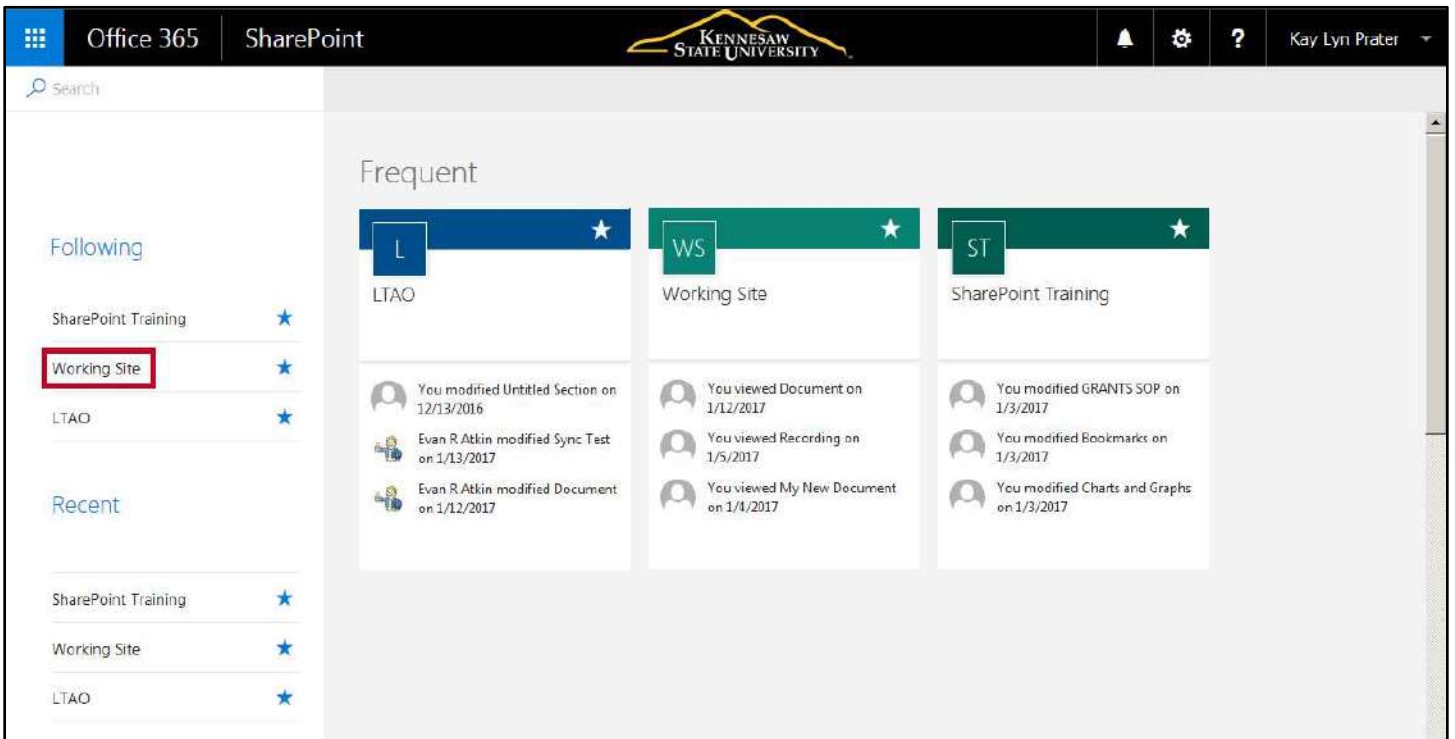 Office 365
SharePoint
KENNESAW
STATE UNIVERSITY
?
Kay Lyn Prater
Search
Following
SharePoint Training
Working Site
LTAO
Recent
SharePoint Training
Working Site
LTAO
Frequent
L
LTAO
You modified Untitled Section on
12/13/2016
Evan R Atkin modified Sync Test
on 1/13/2017
Evan R Atkin modified Document
on 1/12/2017
WS
Working Site
You viewed Document on
1/12/2017
You viewed Recording on
1/5/2017
You viewed My New Document
on 1/4/2017
ST
SharePoint Training
You modified GRANTS SOP on
1/3/2017
You modified Bookmarks on
1/3/2017
You modified Charts and Graphs
on 1/3/2017